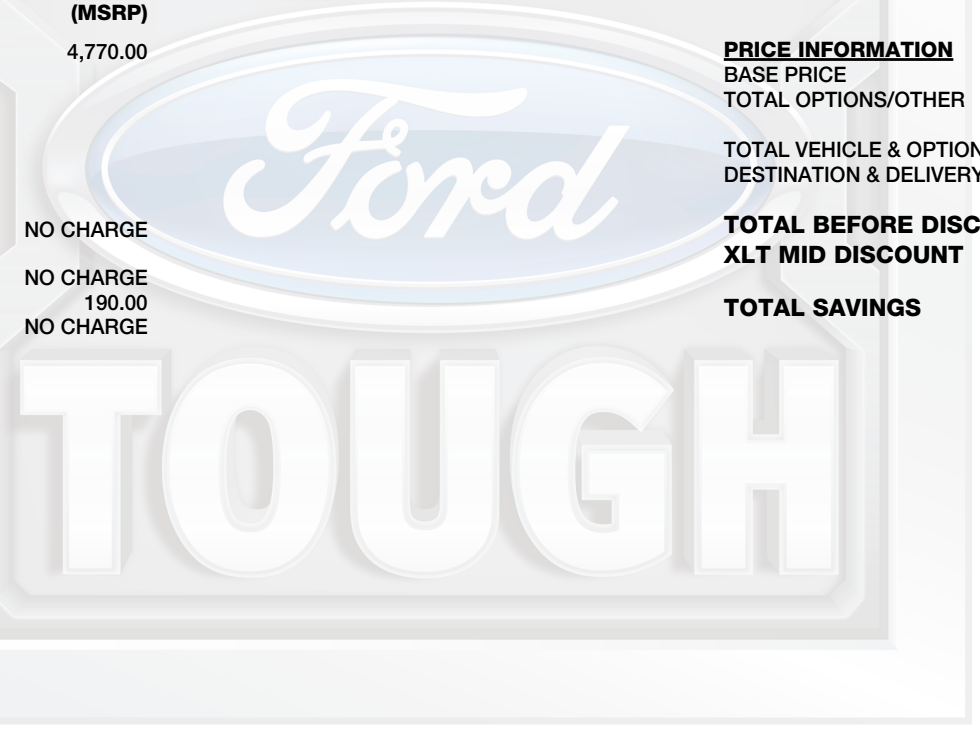 (MSRP)
4,770.00
NO CHARGE
NO CHARGE
190.00
NO CHARGE
PRICE INFORMATION
BASE PRICE
TOTAL OPTIONS/OTHER
TOTAL VEHICLE & OPTION
DESTINATION & DELIVERY
TOTAL BEFORE DISC
XLT MID DISCOUNT
TOTAL SAVINGS
Ford
TOUGH